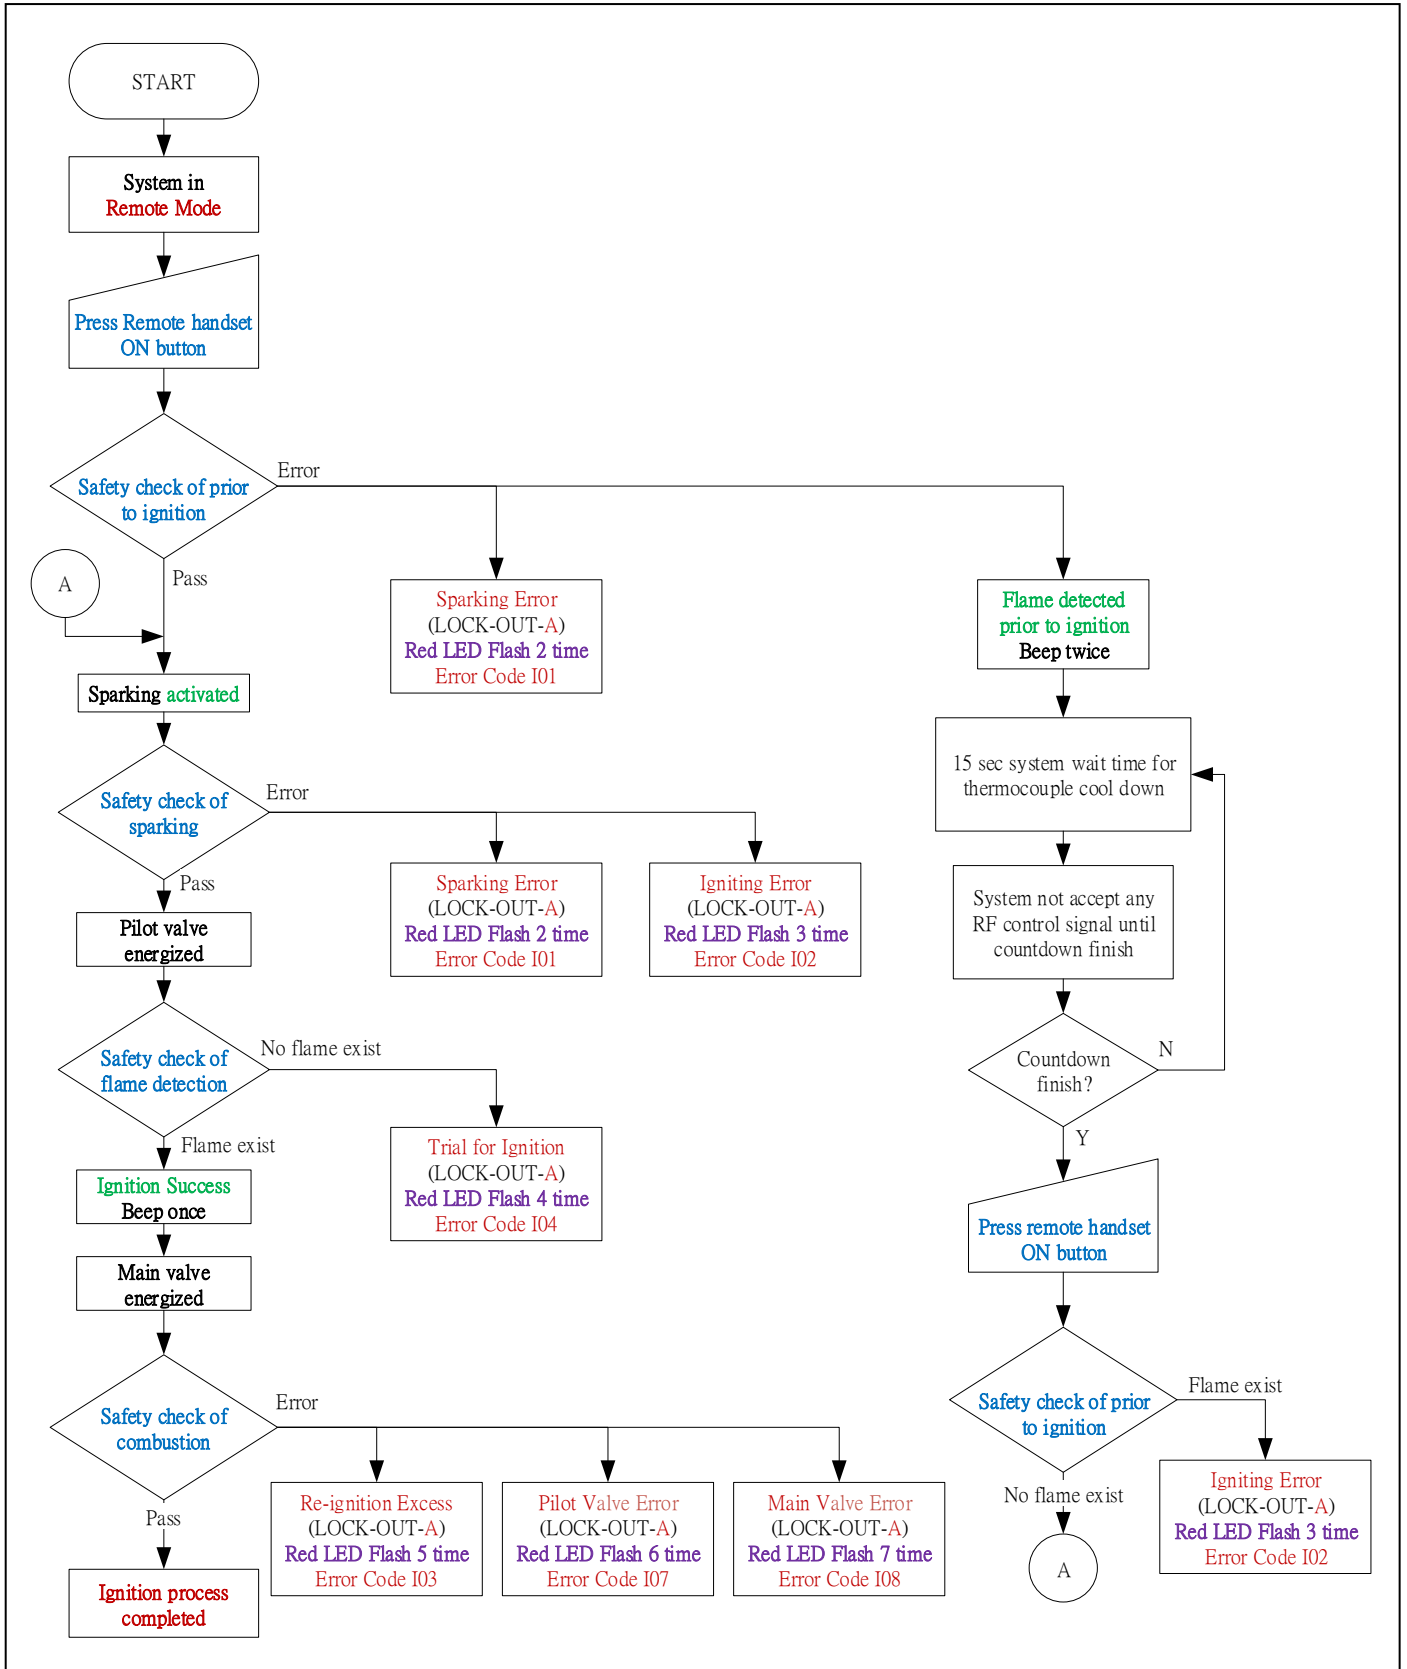 START
System in
Remote Mode
Press Remote handset
ON button
Safety check of prior
to ignition
Error
Pass
A
Sparking Error
(LOCK-OUT-A)
Red LED Flash 2 time
Error Code I01
Flame detected
prior to ignition
Beep twice
Sparking activated
15 sec system wait time for
thermocouple cool down
Safety check of
sparking
Error
Pass
Sparking Error
(LOCK-OUT-A)
Red LED Flash 2 time
Error Code I01
Igniting Error
(LOCK-OUT-A)
Red LED Flash 3 time
Error Code I02
System not accept any
RF control signal until
countdown finish
Pilot valve
energized
Safety check of
flame detection
No flame exist
Flame exist
Countdown
finish?
N
Y
Trial for Ignition
(LOCK-OUT-A)
Red LED Flash 4 time
Error Code I04
Ignition Success
Beep once
Press remote handset
ON button
Main valve
energized
Safety check of
combustion
Error
Pass
Safety check of prior
to ignition
Flame exist
No flame exist
Re-ignition Excess
(LOCK-OUT-A)
Red LED Flash 5 time
Error Code I03
Pilot Valve Error
(LOCK-OUT-A)
Red LED Flash 6 time
Error Code I07
Main Valve Error
(LOCK-OUT-A)
Red LED Flash 7 time
Error Code I08
Igniting Error
(LOCK-OUT-A)
Red LED Flash 3 time
Error Code I02
A
Ignition process
completed